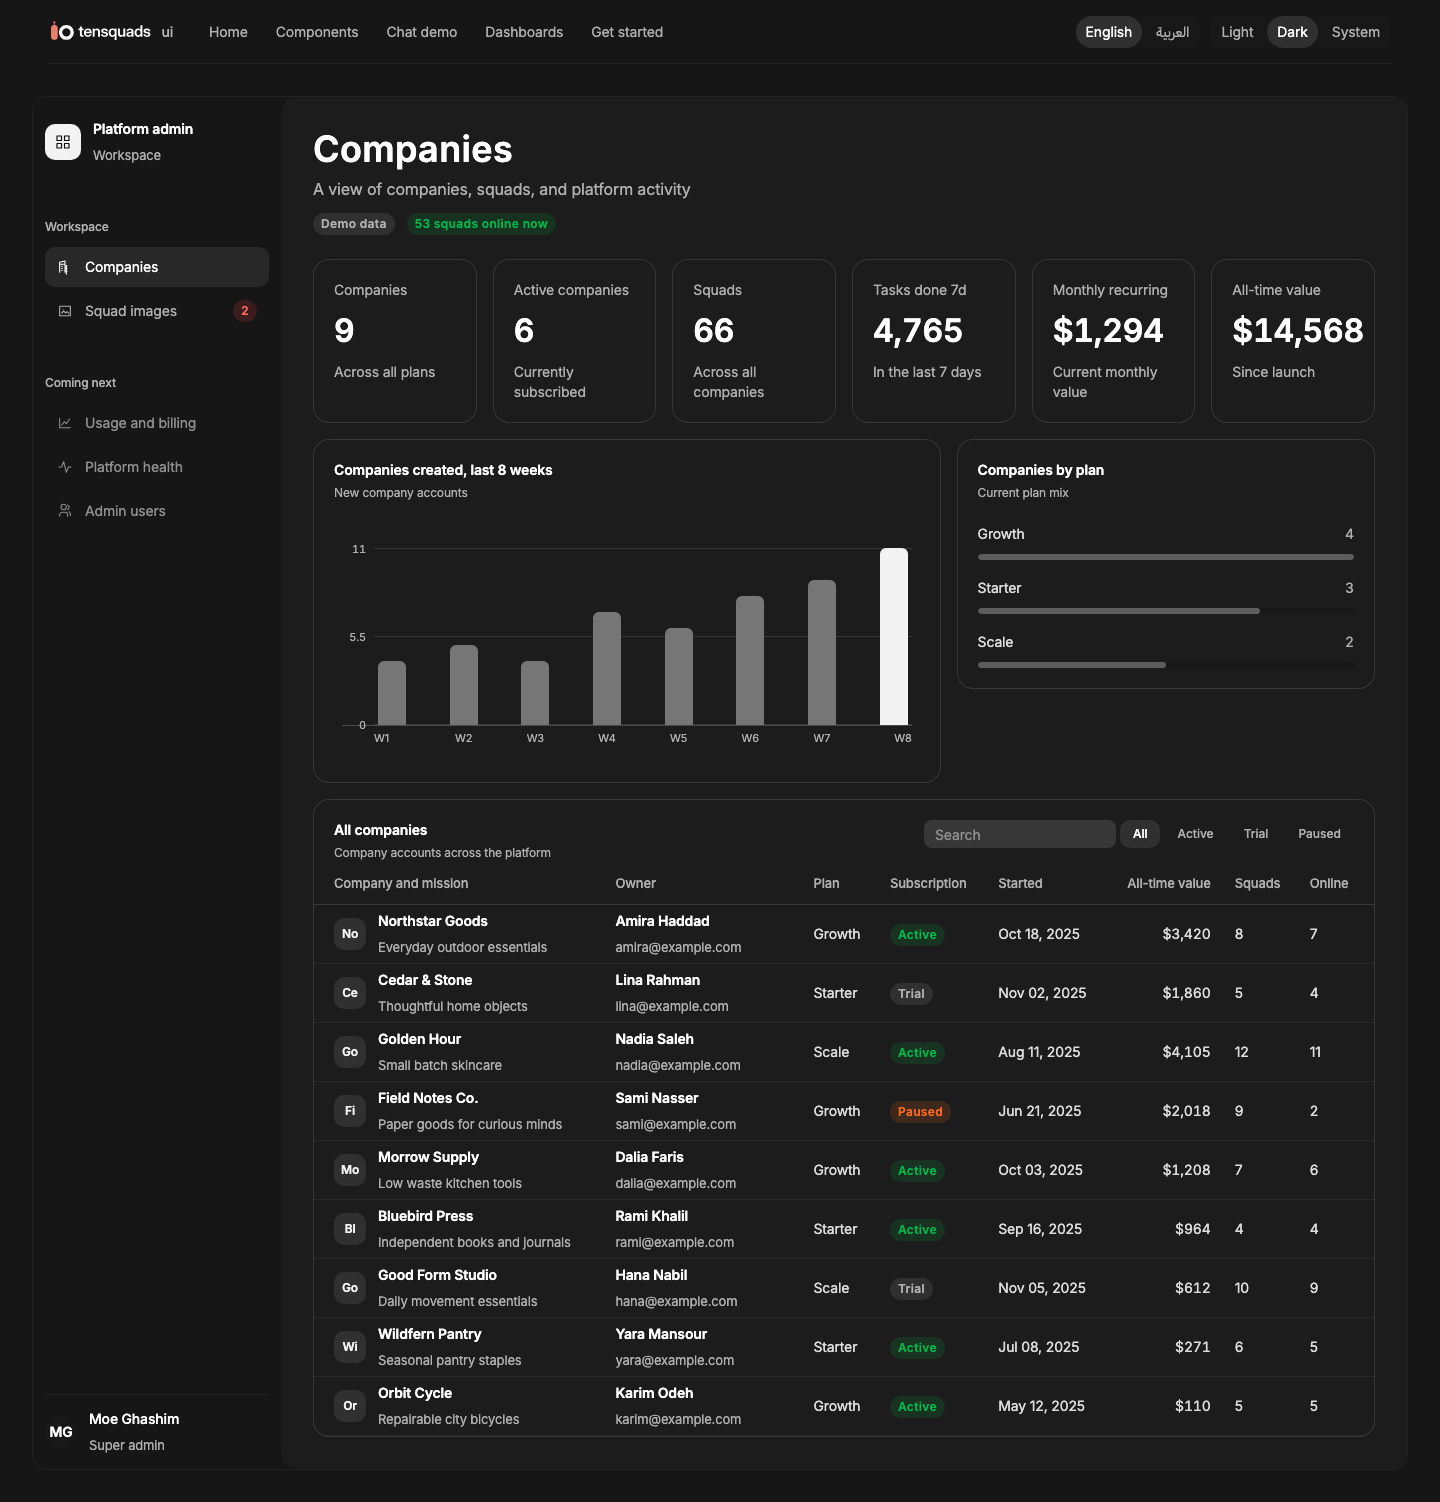 tensquads ui
Home Components Chat demo Dashboards Get started
English العربية Light Dark System
Platform admin
Workspace
Workspace
Companies
Squad images 2
Coming next
Usage and billing
Platform health
Admin users
MG
Moe Ghashim
Super admin
Companies
A view of companies, squads, and platform activity
Demo data 53 squads online now
Companies
9
Across all plans
Active companies
6
Currently
subscribed
Squads
66
Across all
companies
Tasks done 7d
4,765
In the last 7 days
Monthly recurring
$1,294
Current monthly
value
All-time value
$14,568
Since launch
Companies created, last 8 weeks
New company accounts
11
5.5
0
W1 W2 W3 W4 W5 W6 W7 W8
Companies by plan
Current plan mix
Growth 4
Starter 3
Scale 2
All companies
Company accounts across the platform
Search All Active Trial Paused
Company and mission Owner Plan Subscription Started All-time value Squads Online
No Northstar Goods Amira Haddad Growth Active Oct 18, 2025 $3,420 8 7
Everyday outdoor essentials amira@example.com
Ce Cedar & Stone Lina Rahman Starter Trial Nov 02, 2025 $1,860 5 4
Thoughtful home objects lina@example.com
Go Golden Hour Nadia Saleh Scale Active Aug 11, 2025 $4,105 12 11
Small batch skincare nadia@example.com
Fi Field Notes Co. Sami Nasser Growth Paused Jun 21, 2025 $2,018 9 2
Paper goods for curious minds sami@example.com
Mo Morrow Supply Dalia Faris Growth Active Oct 03, 2025 $1,208 7 6
Low waste kitchen tools dalia@example.com
Bl Bluebird Press Rami Khalil Starter Active Sep 16, 2025 $964 4 4
Independent books and journals rami@example.com
Go Good Form Studio Hana Nabil Scale Trial Nov 05, 2025 $612 10 9
Daily movement essentials hana@example.com
Wi Wildfern Pantry Yara Mansour Starter Active Jul 08, 2025 $271 6 5
Seasonal pantry staples yara@example.com
Or Orbit Cycle Karim Odeh Growth Active May 12, 2025 $110 5 5
Repairable city bicycles karim@example.com